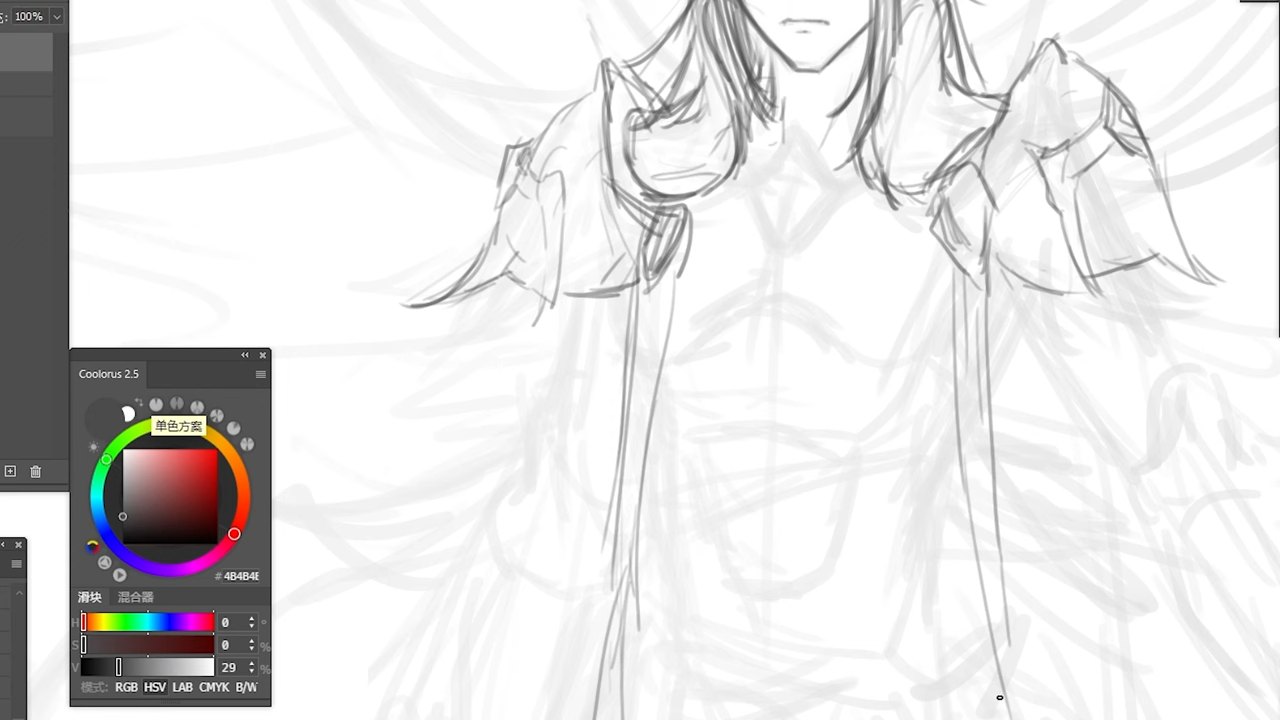 100%
Coolorus 2.5
单色方案
# 4B4B4E
滑块 混合器
H 0 °
S 0 %
V 29 %
模式: RGB HSV LAB CMYK B/W